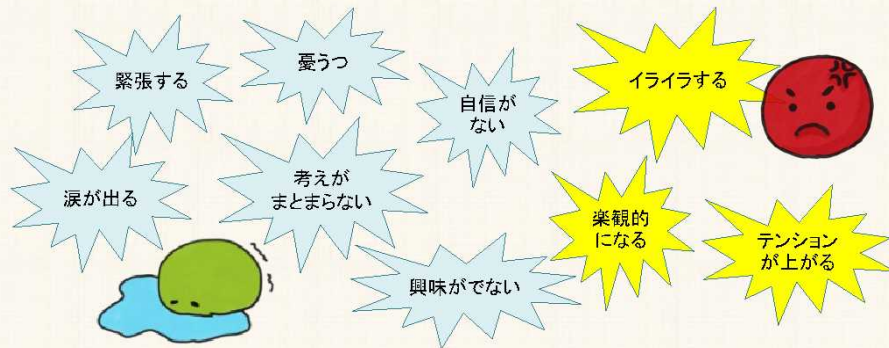 緊張する
憂うつ
自信が
ない
イライラする
涙が出る
考えが
まとまらない
楽観的
になる
テンション
が上がる
興味がでない